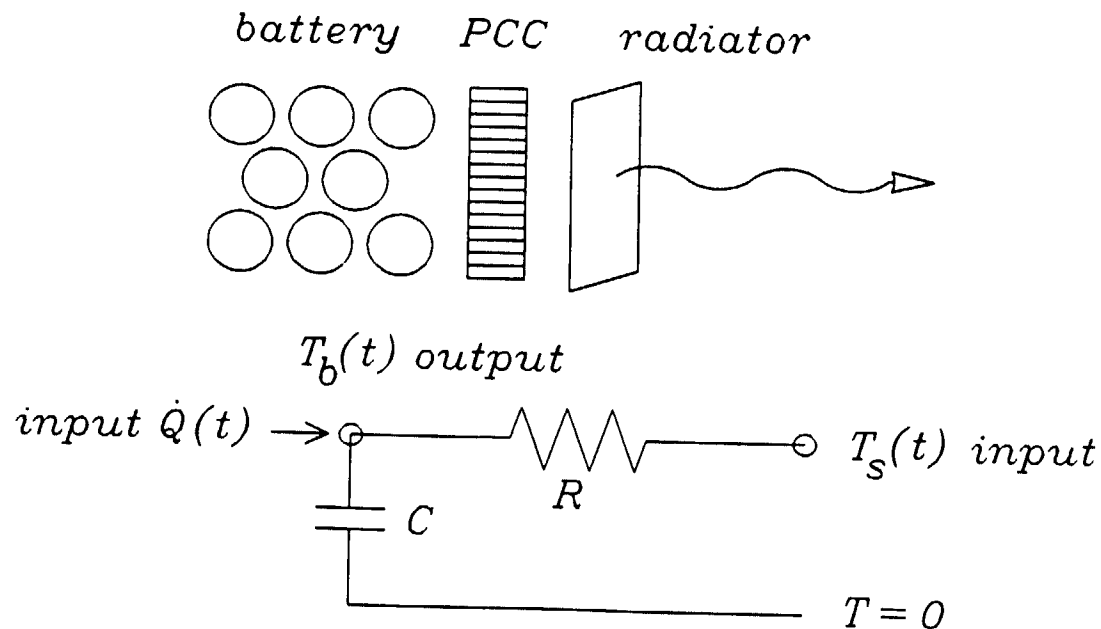 battery PCC radiator
T_b(t) output
input Q̇(t)
T_s(t) input
R
C
T = 0